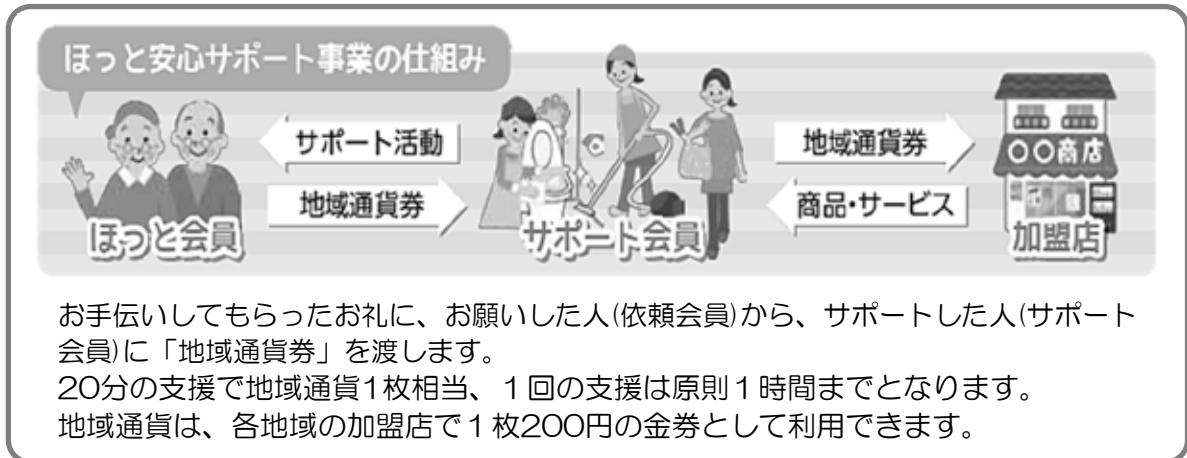 ほっと安心サポート事業の仕組み
サポート活動
地域通貨券
地域通貨券
商品・サービス
〇〇商店
ほっと会員
サポート会員
加盟店
お手伝いしてもらったお礼に、お願いした人(依頼会員)から、サポートした人(サポート
会員)に「地域通貨券」を渡します。
20分の支援で地域通貨1枚相当、1回の支援は原則1時間までとなります。
地域通貨は、各地域の加盟店で1枚200円の金券として利用できます。